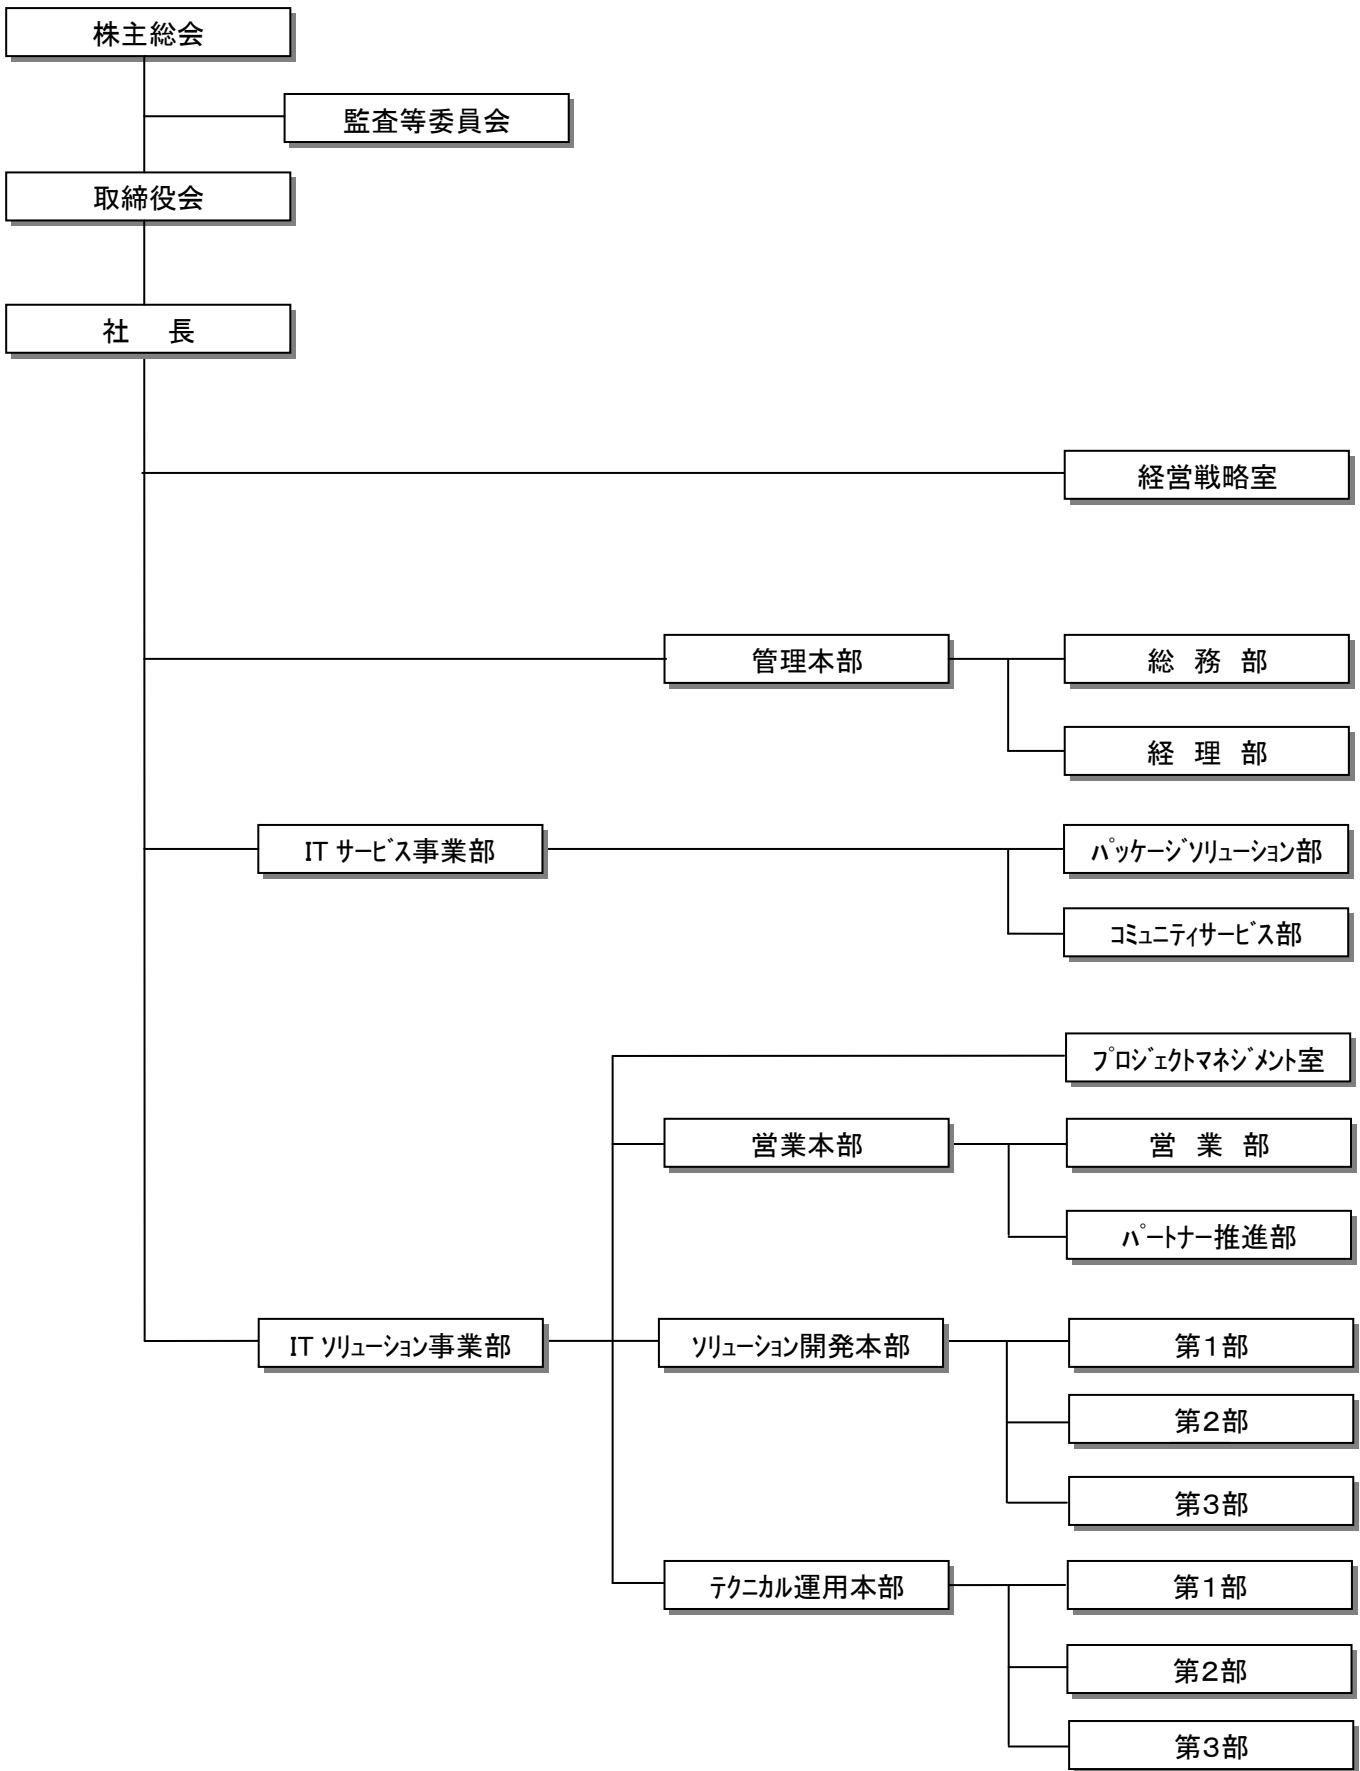 株主総会
監査等委員会
取締役会
社　長
経営戦略室
管理本部
総　務　部
経　理　部
IT ｻｰﾋﾞｽ事業部
ﾊﾟｯｹｰｼﾞｿﾘｭｰｼｮﾝ部
ｺﾐｭﾆﾃｨｻｰﾋﾞｽ部
ﾌﾟﾛｼﾞｪｸﾄﾏﾈｼﾞﾒﾝﾄ室
営業本部
営　業　部
ﾊﾟｰﾄﾅｰ推進部
IT ｿﾘｭｰｼｮﾝ事業部
ｿﾘｭｰｼｮﾝ開発本部
第１部
第２部
第３部
ﾃｸﾆｶﾙ運用本部
第１部
第２部
第３部